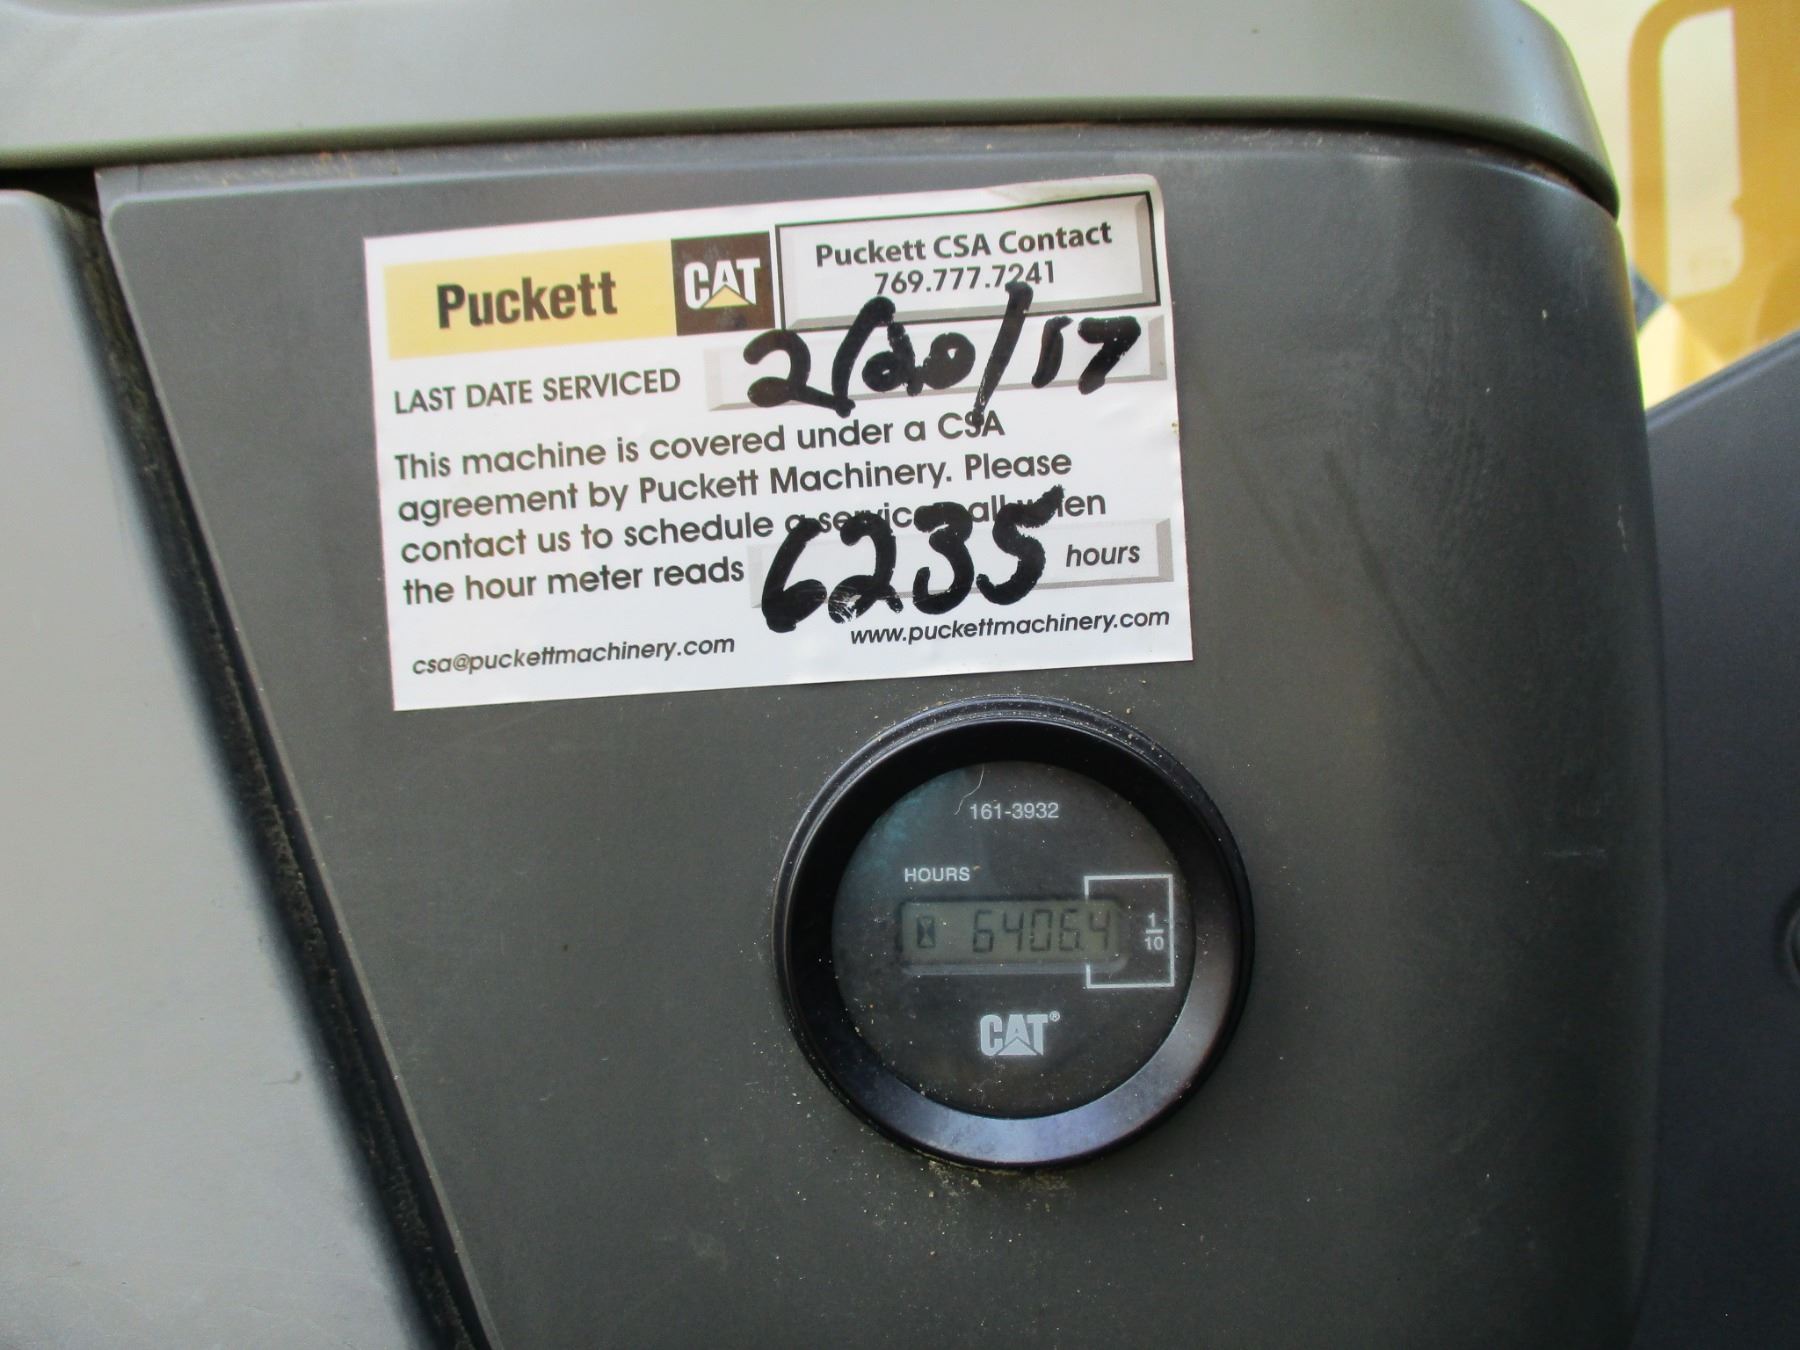 Puckett CAT
Puckett CSA Contact
769.777.7241
LAST DATE SERVICED 2/20/17
This machine is covered under a CSA
agreement by Puckett Machinery. Please
contact us to schedule a service call when
the hour meter reads 6235 hours
csa@puckettmachinery.com www.puckettmachinery.com
161-3932
HOURS
6406.4 1/10
CAT®